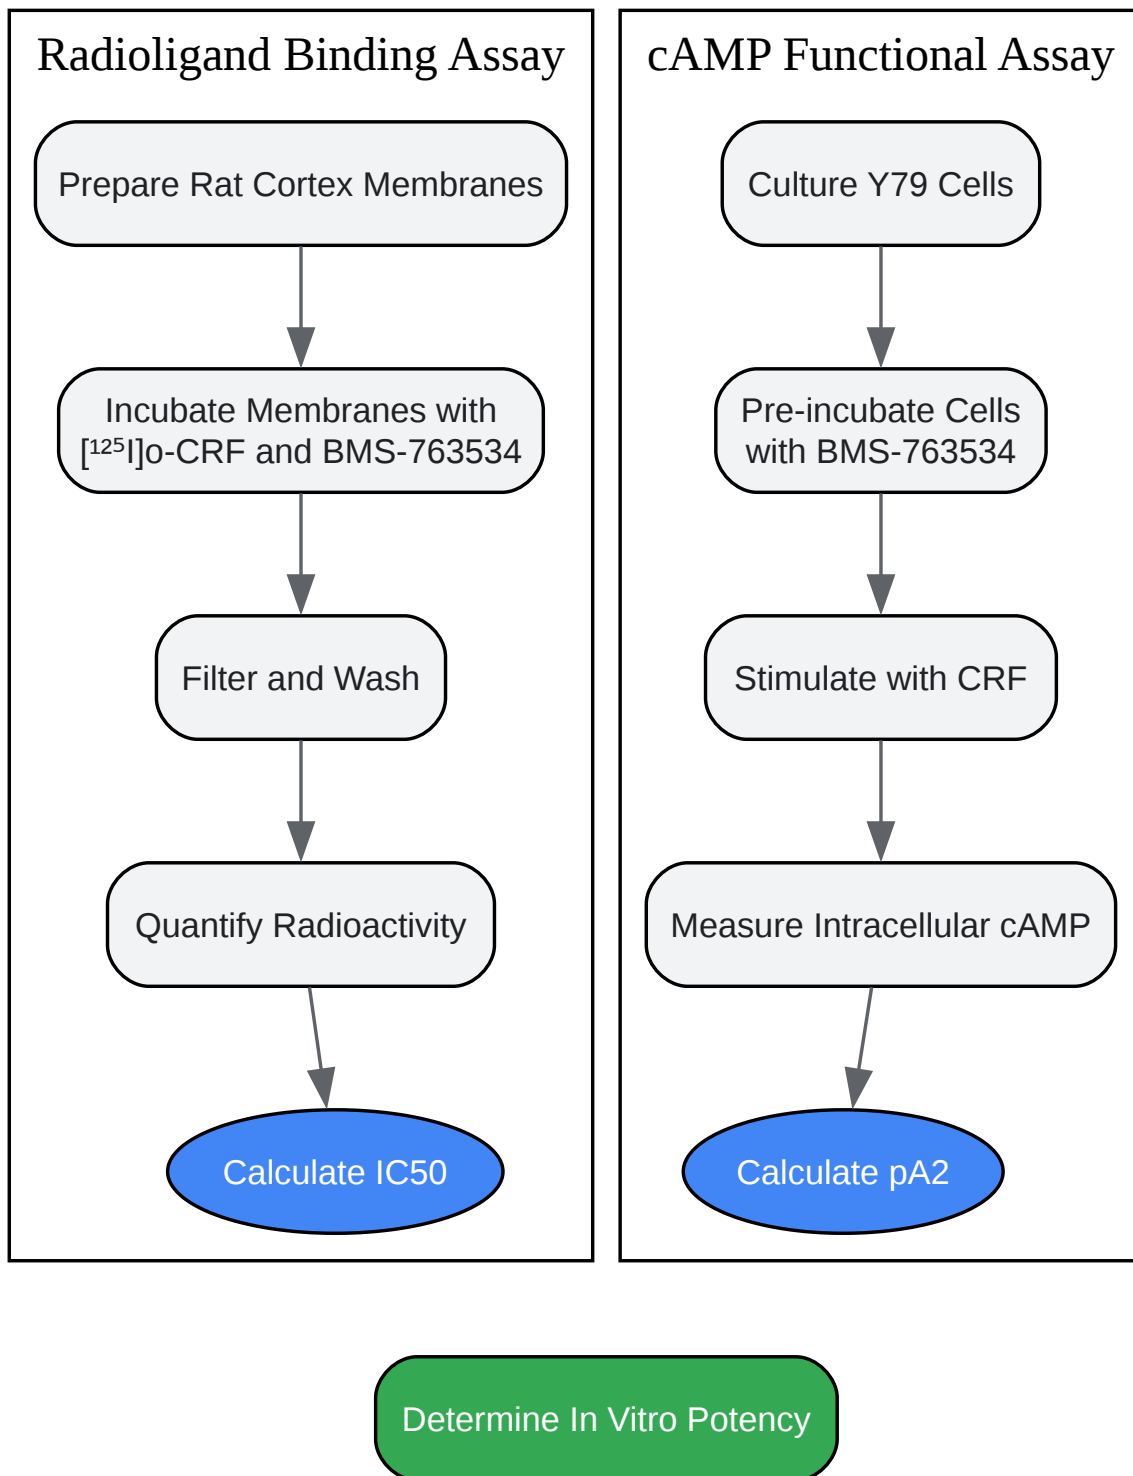 Radioligand Binding Assay
Prepare Rat Cortex Membranes
Incubate Membranes with
[¹²⁵I]o-CRF and BMS-763534
Filter and Wash
Quantify Radioactivity
Calculate IC50
cAMP Functional Assay
Culture Y79 Cells
Pre-incubate Cells
with BMS-763534
Stimulate with CRF
Measure Intracellular cAMP
Calculate pA2
Determine In Vitro Potency